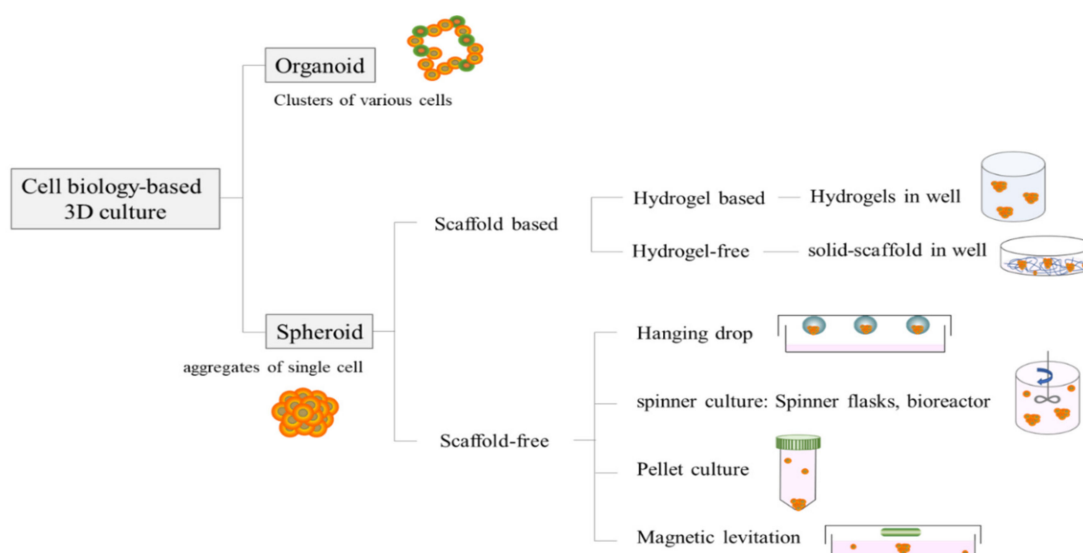 Organoid
Clusters of various cells
Cell biology-based
3D culture
Spheroid
aggregates of single cell
Scaffold based
Hydrogel based
Hydrogels in well
Hydrogel-free
solid-scaffold in well
Scaffold-free
Hanging drop
spinner culture: Spinner flasks, bioreactor
Pellet culture
Magnetic levitation